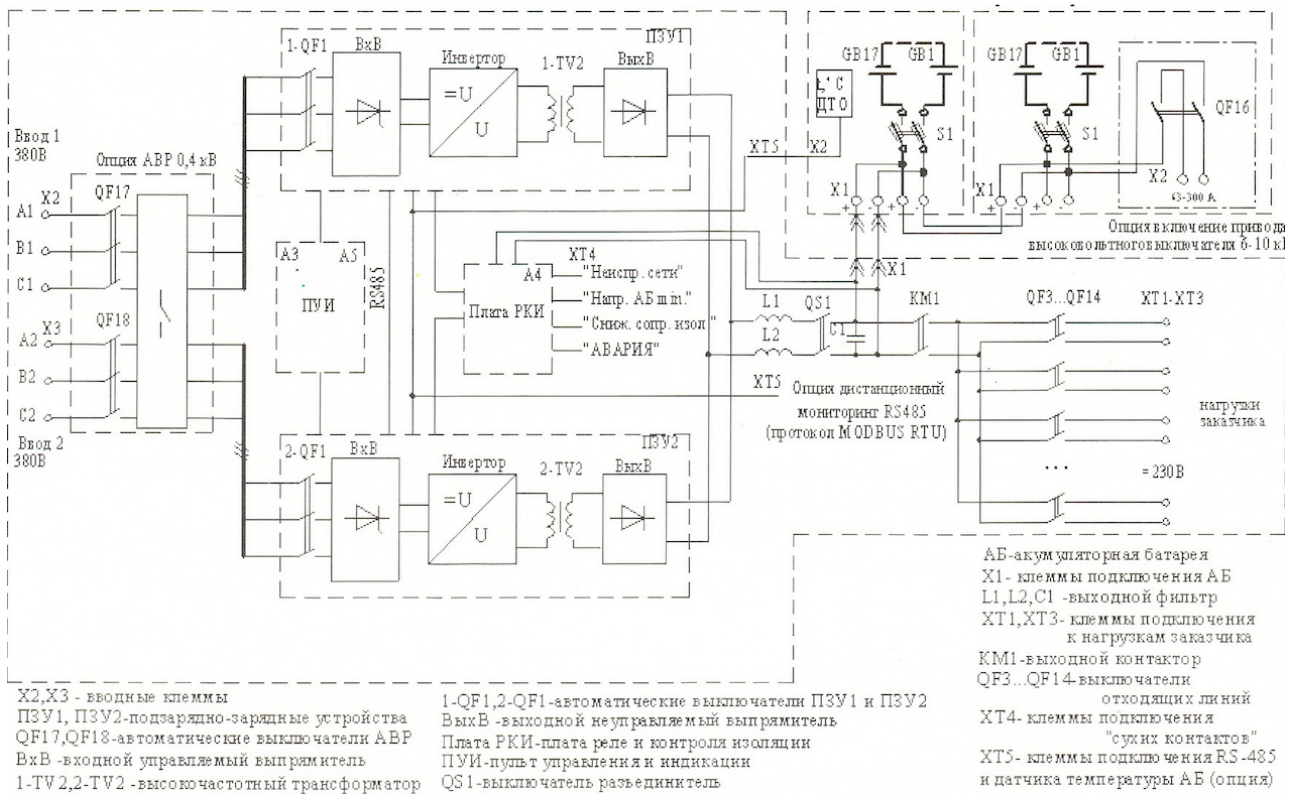 1-QF1
ВхВ
Инвертор
1-TV2
ВыхВ
ПЗУ1
=U
U
Ввод 1
380В
Опция АВР 0,4 кВ
X2
QF17
A1
B1
C1
X3
QF18
A2
B2
C2
Ввод 2
380В
A3
A5
ПУИ
RS485
XT4
A4
Плата РКИ
"Неиспр. сети"
"Напр. АБ min."
"Сниж. сопр. изол."
"АВАРИЯ"
XT5
ДТО
X2
GB17
GB1
S1
X1
+
-
+
-
GB17
GB1
S1
QF16
X2
X1
+
-
+
-
Опция включение привода
высоковольтного выключателя 6-10 к
X1
L1
L2
QS1
C1
KM1
QF3...QF14
XT1-XT3
XT5
Опция дистанционный
мониторинг RS485
(протокол MODBUS RTU)
нагрузки
заказчика
...
=230В
2-QF1
ВхВ
Инвертор
2-TV2
ВыхВ
ПЗУ2
=U
U
АБ-акумуляторная батарея
X1- клеммы подключения АБ
L1,L2,C1 -выходной фильтр
XT1,XT3- клеммы подключения
к нагрузкам заказчика
KM1-выходной контактор
QF3...QF14-выключатели
отходящих линий
XT4- клеммы подключения
"сухих контактов"
XT5- клеммы подключения RS-485
и датчика температуры АБ (опция)
X2,X3 - вводные клеммы
ПЗУ1, ПЗУ2-подзарядно-зарядные устройства
QF17,QF18-автоматические выключатели АВР
ВхВ -входной управляемый выпрямитель
1-TV2,2-TV2 -высокочастотный трансформатор
1-QF1,2-QF1-автоматические выключатели ПЗУ1 и ПЗУ2
ВыхВ -выходной неуправляемый выпрямитель
Плата РКИ-плата реле и контроля изоляции
ПУИ-пульт управления и индикации
QS1-выключатель разъединитель